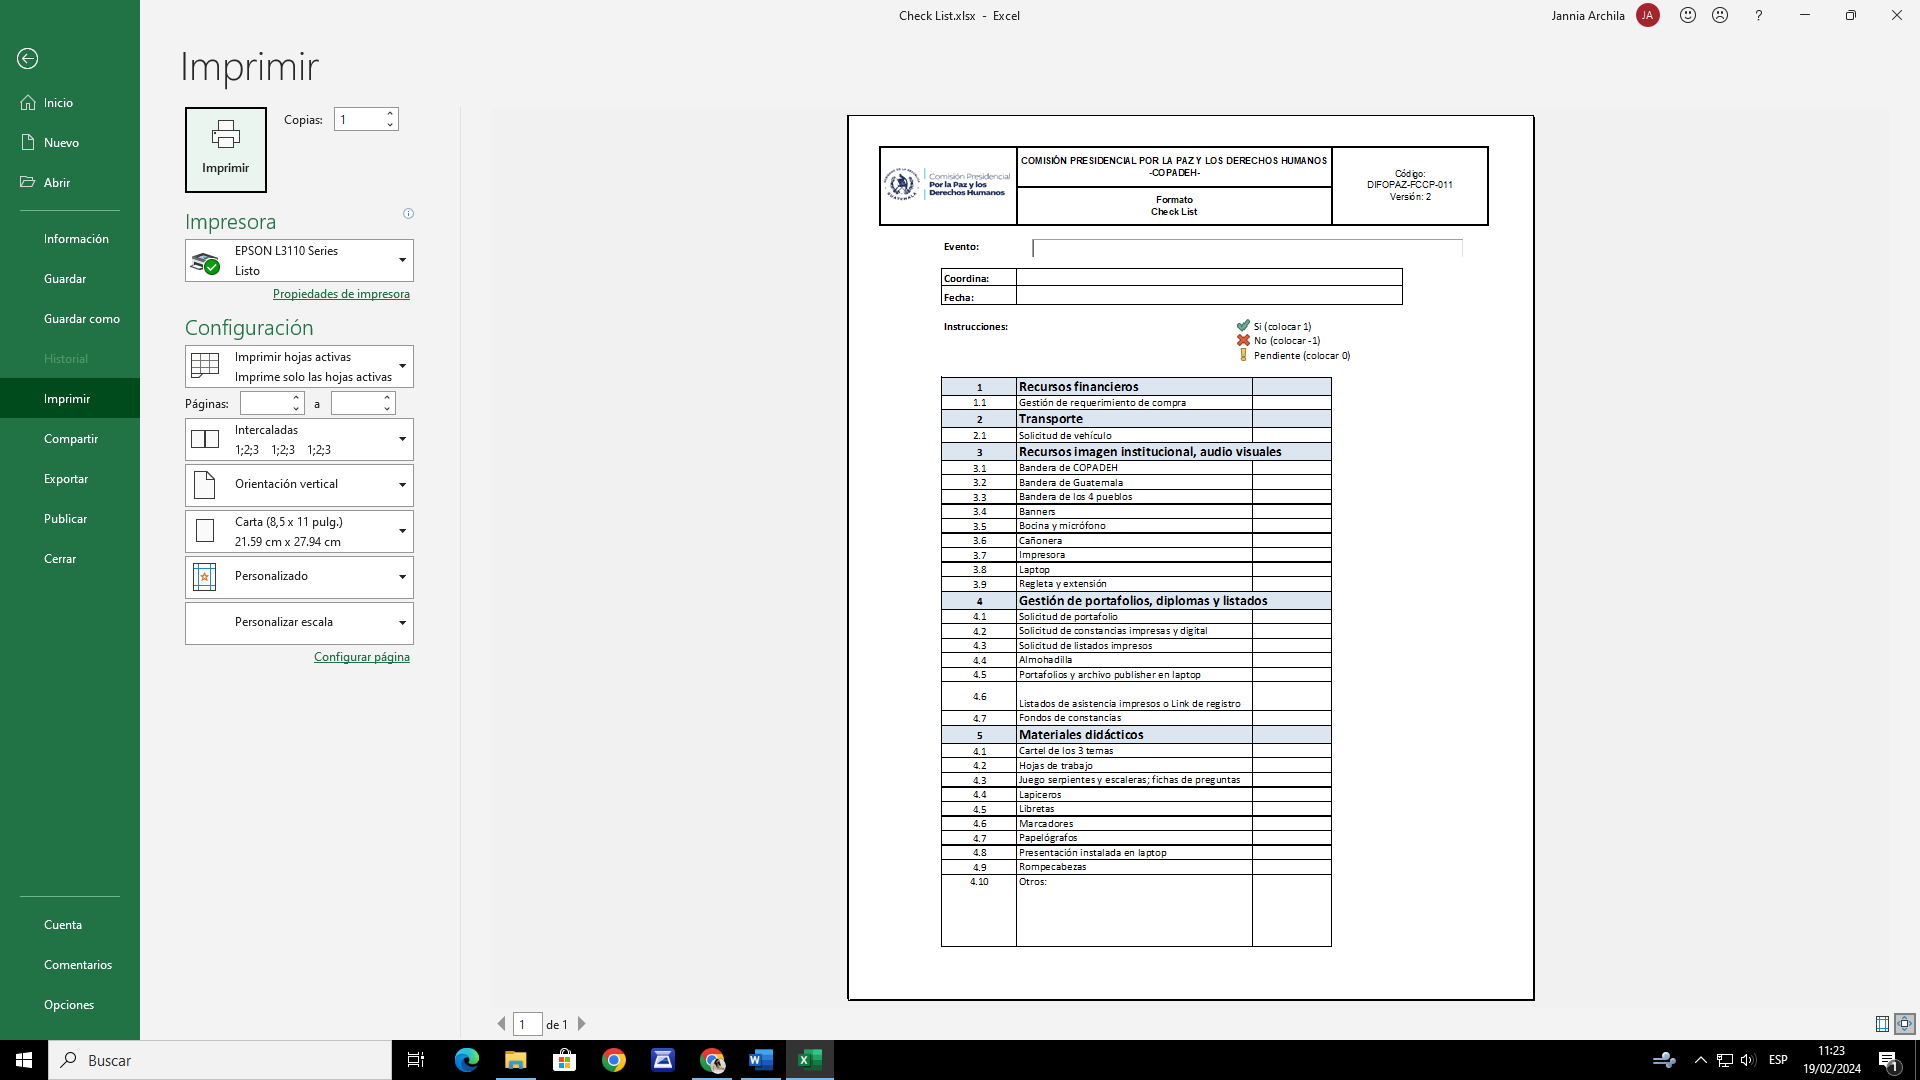 Check List.xlsx - Excel
Jannia Archila
JA
?
Imprimir
Inicio
Nuevo
Abrir
Información
Guardar
Guardar como
Historial
Imprimir
Compartir
Exportar
Publicar
Cerrar
Cuenta
Comentarios
Opciones
Imprimir
Copias: 1
Impresora
EPSON L3110 Series
Listo
Propiedades de impresora
Configuración
Imprimir hojas activas
Imprime solo las hojas activas
Páginas: a
Intercaladas
1;2;3 1;2;3 1;2;3
Orientación vertical
Carta (8,5 x 11 pulg.)
21.59 cm x 27.94 cm
Personalizado
Personalizar escala
Configurar página
Comisión Presidencial
Por la Paz y los
Derechos Humanos
GUATEMALA
COMISIÓN PRESIDENCIAL POR LA PAZ Y LOS DERECHOS HUMANOS
-COPADEH-
Formato
Check List
Código:
DIFOPAZ-FCCP-011
Versión: 2
Evento:
Coordina:
Fecha:
Instrucciones:
Si (colocar 1)
No (colocar -1)
Pendiente (colocar 0)
1 Recursos financieros
1.1 Gestión de requerimiento de compra
2 Transporte
2.1 Solicitud de vehículo
3 Recursos imagen institucional, audio visuales
3.1 Bandera de COPADEH
3.2 Bandera de Guatemala
3.3 Bandera de los 4 pueblos
3.4 Banners
3.5 Bocina y micrófono
3.6 Cañonera
3.7 Impresora
3.8 Laptop
3.9 Regleta y extensión
4 Gestión de portafolios, diplomas y listados
4.1 Solicitud de portafolio
4.2 Solicitud de constancias impresas y digital
4.3 Solicitud de listados impresos
4.4 Almohadilla
4.5 Portafolios y archivo publisher en laptop
4.6 Listados de asistencia impresos o Link de registro
4.7 Fondos de constancias
5 Materiales didácticos
4.1 Cartel de los 3 temas
4.2 Hojas de trabajo
4.3 Juego serpientes y escaleras; fichas de preguntas
4.4 Lapiceros
4.5 Libretas
4.6 Marcadores
4.7 Papelógrafos
4.8 Presentación instalada en laptop
4.9 Rompecabezas
4.10 Otros:
1 de 1
Buscar
ESP
11:23
19/02/2024
1